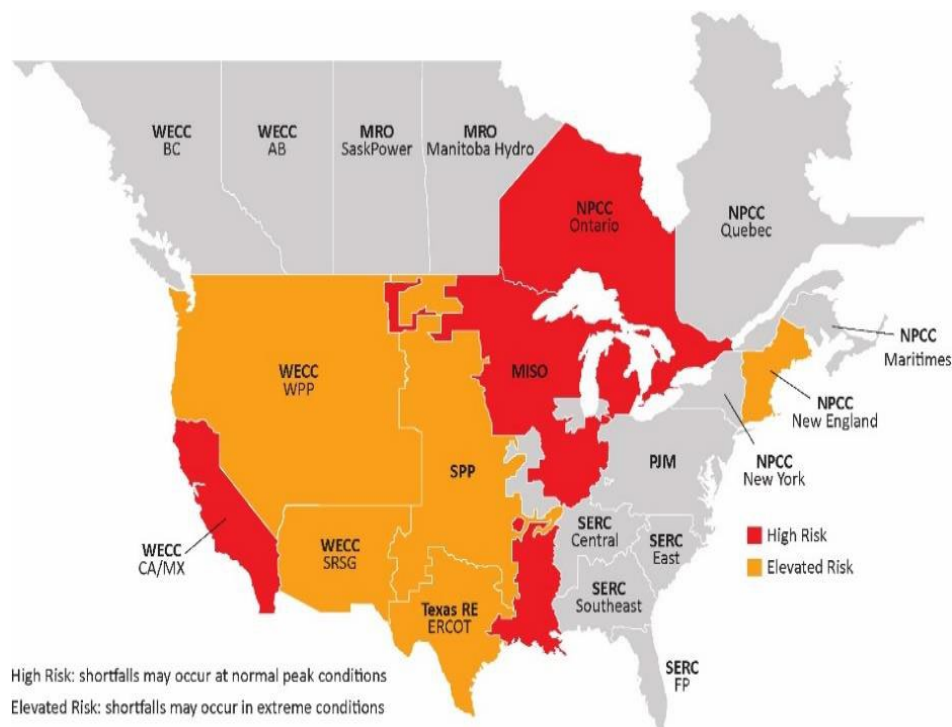 WECC
BC
WECC
AB
MRO
SaskPower
MRO
Manitoba Hydro
NPCC
Ontario
NPCC
Quebec
NPCC
Maritimes
WECC
WPP
MISO
NPCC
New England
SPP
PJM
NPCC
New York
WECC
CA/MX
WECC
SRSG
SERC
Central
SERC
East
High Risk
Elevated Risk
SERC
Southeast
Texas RE
ERCOT
SERC
FP
High Risk: shortfalls may occur at normal peak conditions
Elevated Risk: shortfalls may occur in extreme conditions